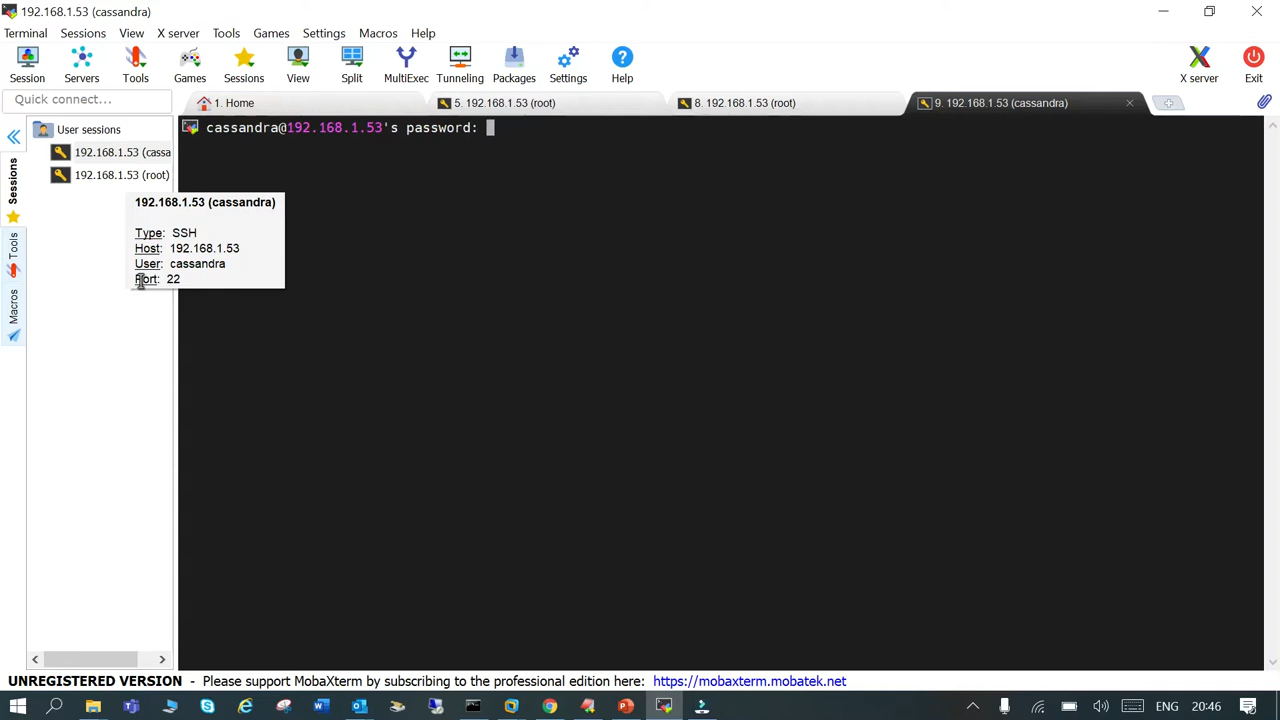 192.168.1.53 (cassandra)
Terminal Sessions View X server Tools Games Settings Macros Help
Session Servers Tools Games Sessions View Split MultiExec Tunneling Packages Settings Help X server Exit
Quick connect...
1. Home
5. 192.168.1.53 (root)
8. 192.168.1.53 (root)
9. 192.168.1.53 (cassandra)
User sessions
192.168.1.53 (cassa
192.168.1.53 (root)
Sessions
Tools
Macros
cassandra@192.168.1.53's password:
192.168.1.53 (cassandra)
Type: SSH
Host: 192.168.1.53
User: cassandra
Port: 22
UNREGISTERED VERSION - Please support MobaXterm by subscribing to the professional edition here: https://mobaxterm.mobatek.net
ENG 20:46